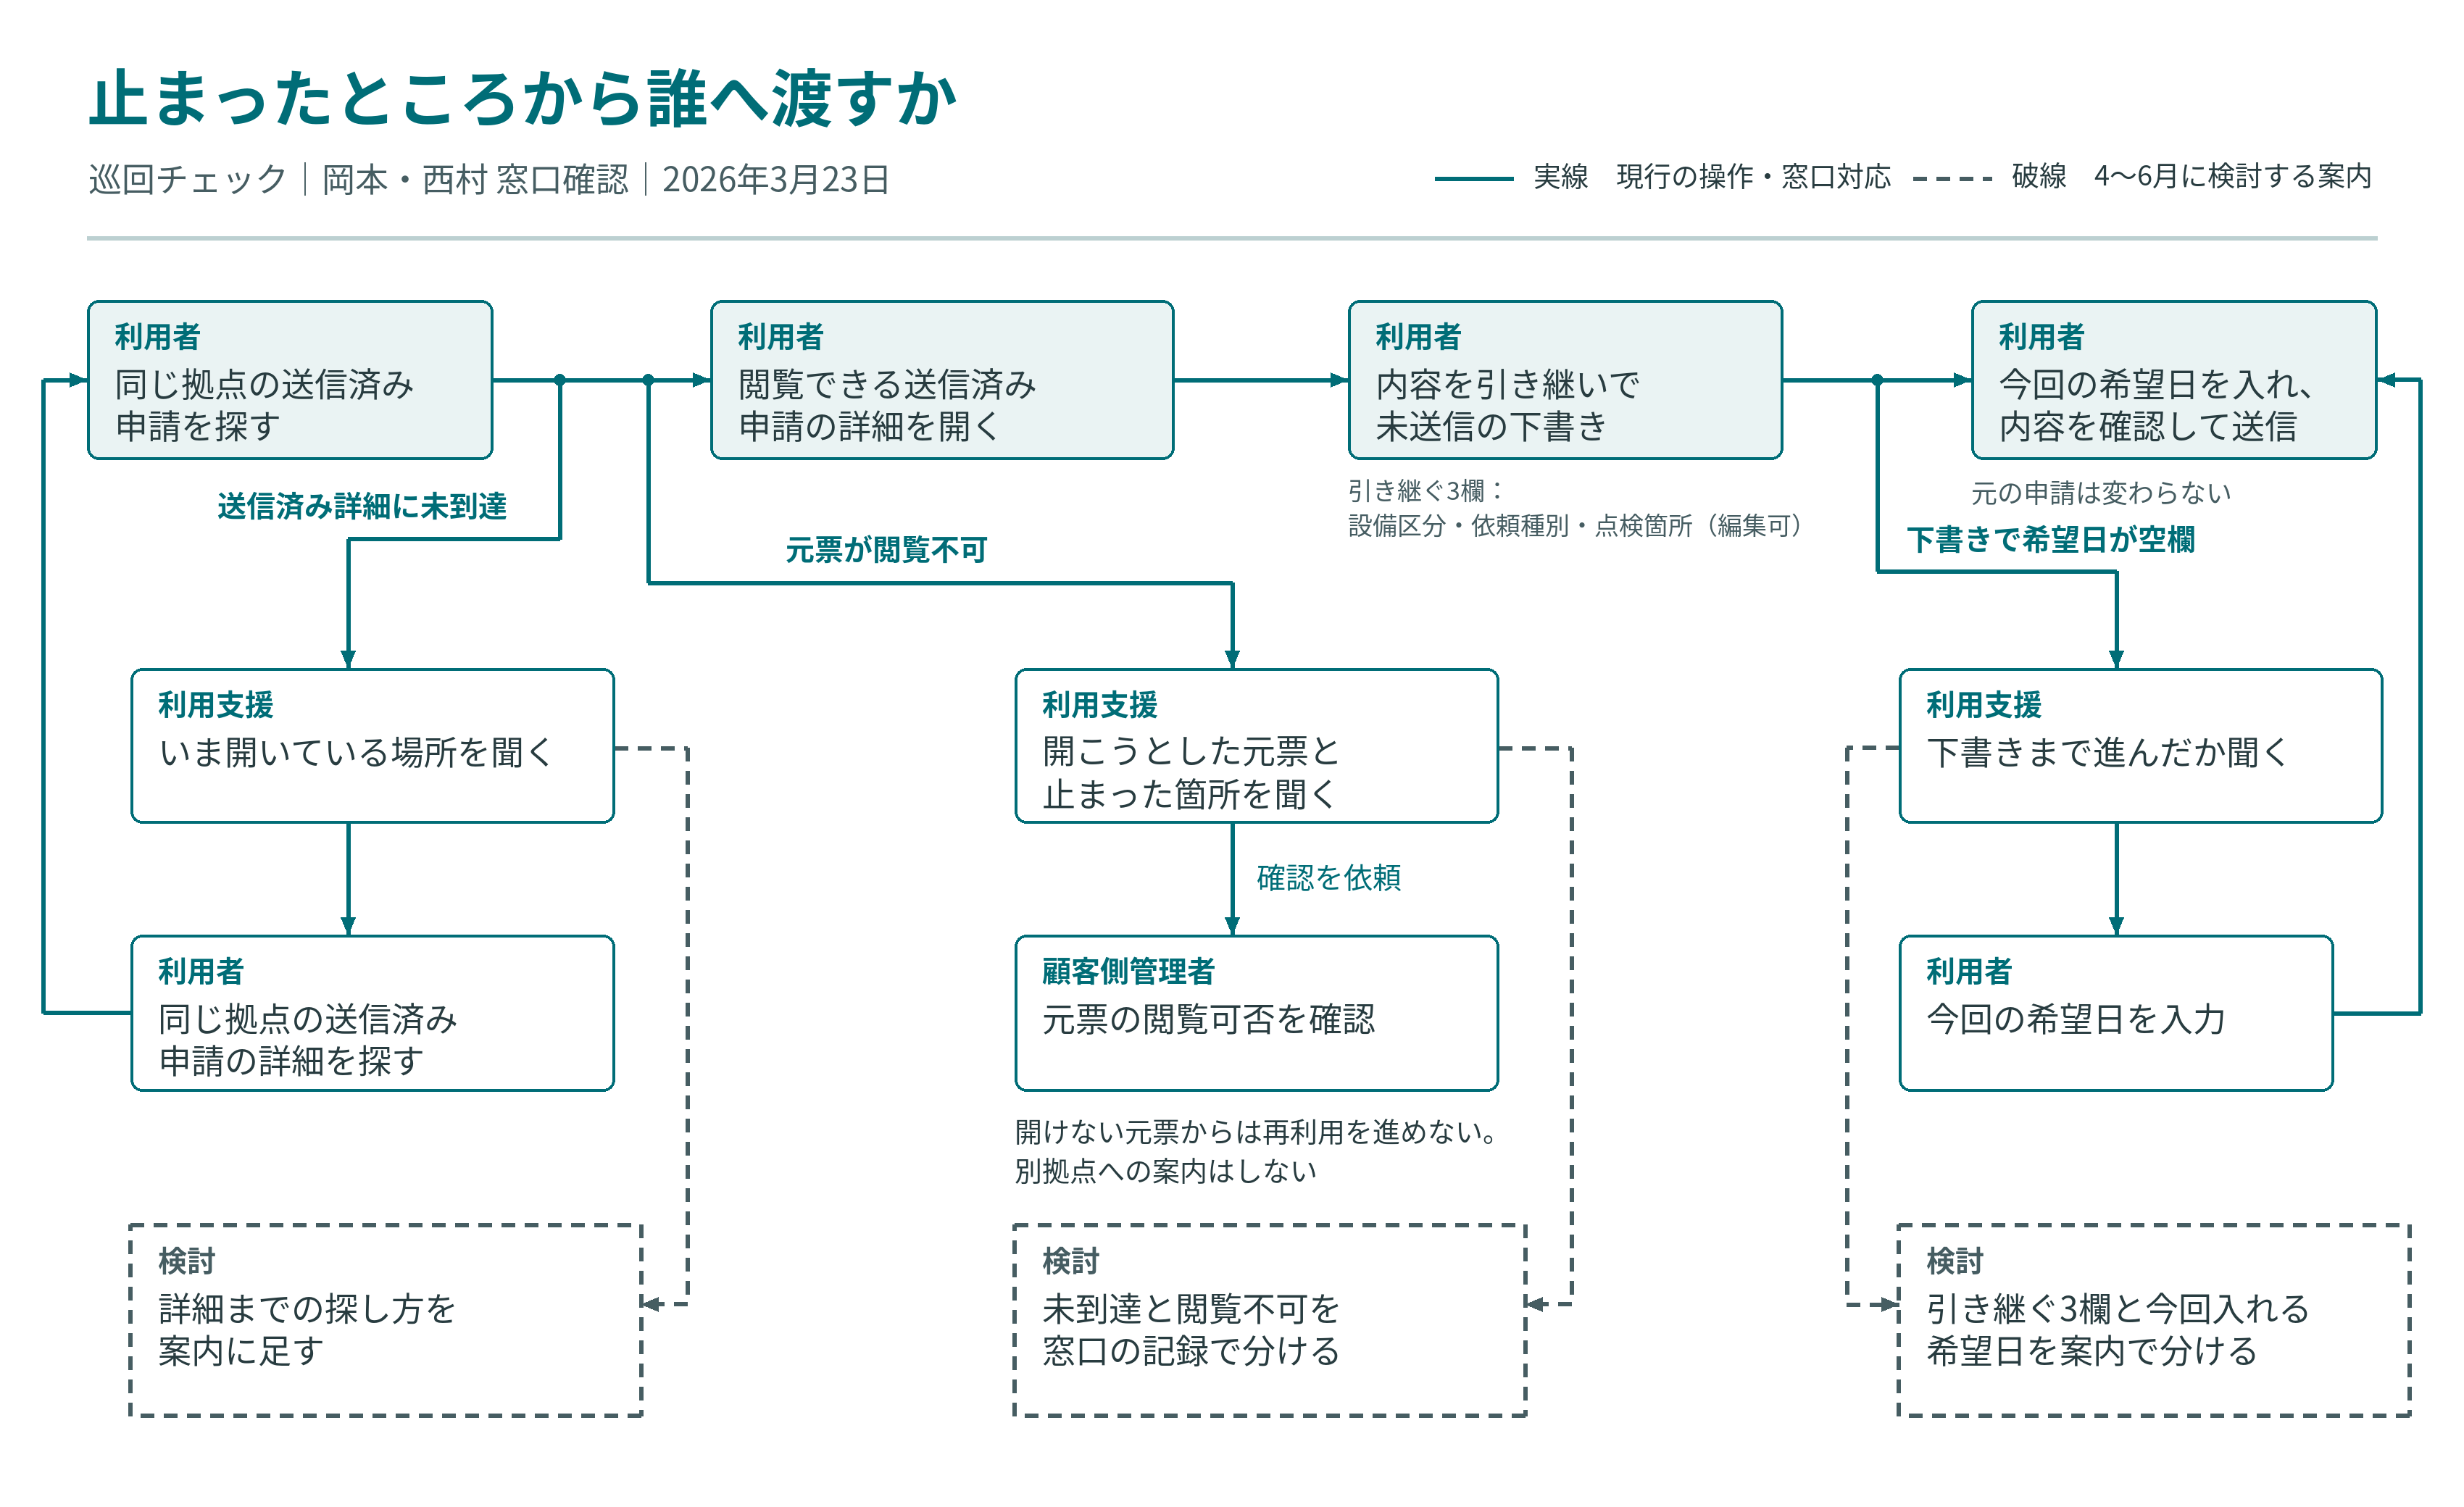 止まったところから誰へ渡すか
巡回チェック｜岡本・西村 窓口確認｜2026年3月23日
実線　現行の操作・窓口対応
破線　4〜6月に検討する案内
利用者
同じ拠点の送信済み
申請を探す
利用者
閲覧できる送信済み
申請の詳細を開く
利用者
内容を引き継いで
未送信の下書き
利用者
今回の希望日を入れ、
内容を確認して送信
引き継ぐ3欄：
設備区分・依頼種別・点検箇所（編集可）
元の申請は変わらない
送信済み詳細に未到達
元票が閲覧不可
下書きで希望日が空欄
利用支援
いま開いている場所を聞く
利用支援
開こうとした元票と
止まった箇所を聞く
利用支援
下書きまで進んだか聞く
確認を依頼
利用者
同じ拠点の送信済み
申請の詳細を探す
顧客側管理者
元票の閲覧可否を確認
利用者
今回の希望日を入力
開けない元票からは再利用を進めない。
別拠点への案内はしない
検討
詳細までの探し方を
案内に足す
検討
未到達と閲覧不可を
窓口の記録で分ける
検討
引き継ぐ3欄と今回入れる
希望日を案内で分ける